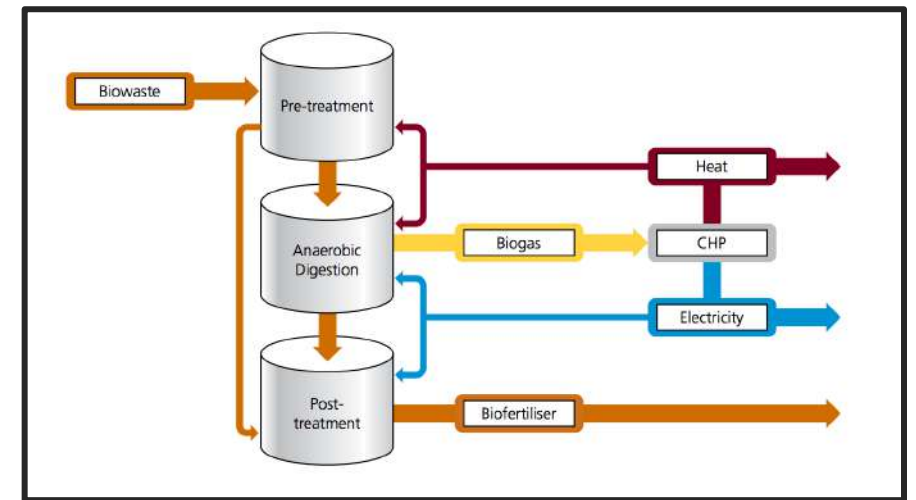 Biowaste
Pre-treatment
Heat
Anaerobic
Digestion
Biogas
CHP
Electricity
Post-
treatment
Biofertiliser